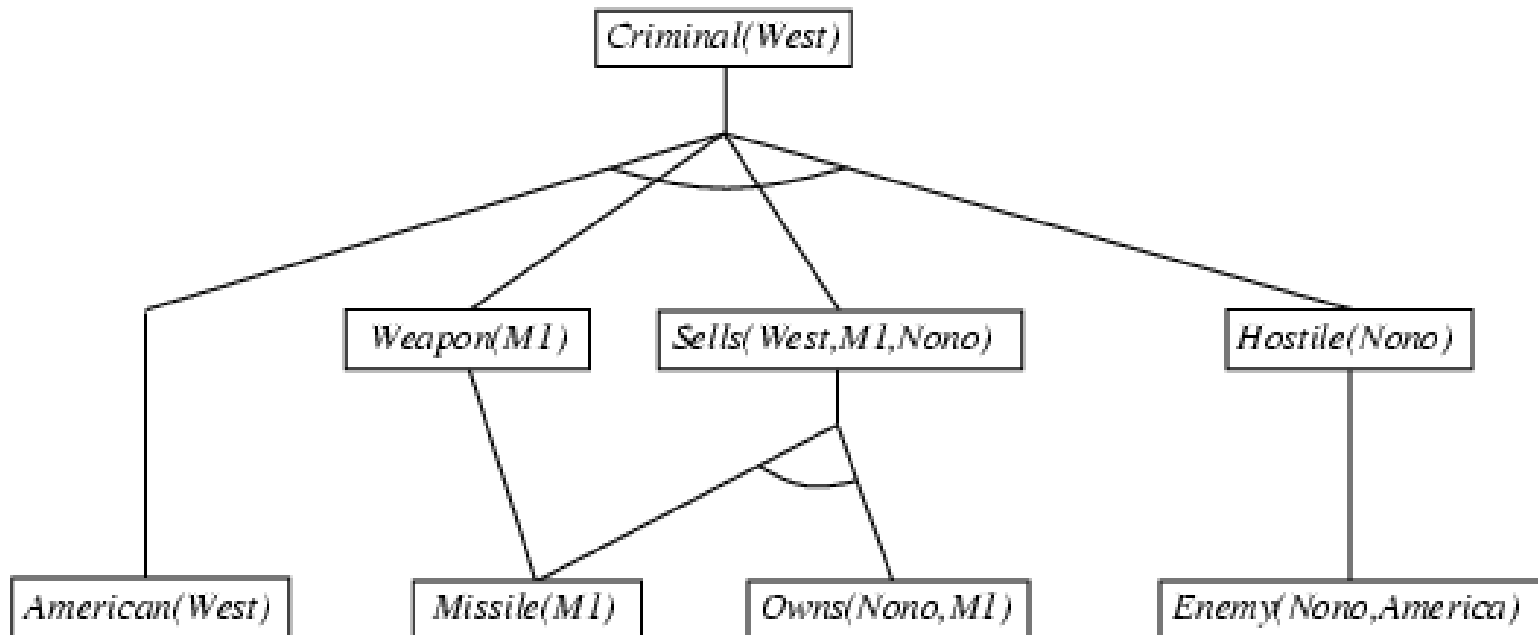 Criminal(West)
Weapon(M1)
Sells(West,M1,Nono)
Hostile(Nono)
American(West)
Missile(M1)
Owns(Nono,M1)
Enemy(Nono,America)